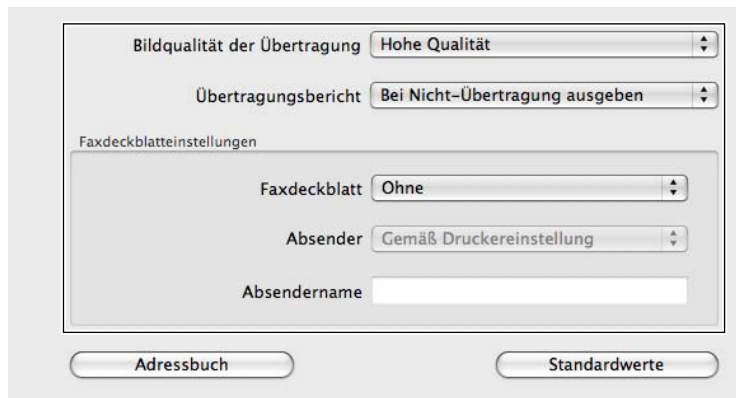 Bildqualität der Übertragung Hohe Qualität
Übertragungsbericht Bei Nicht-Übertragung ausgeben
Faxdeckblatteinstellungen
Faxdeckblatt Ohne
Absender Gemäß Druckereinstellung
Absendername
Adressbuch Standardwerte